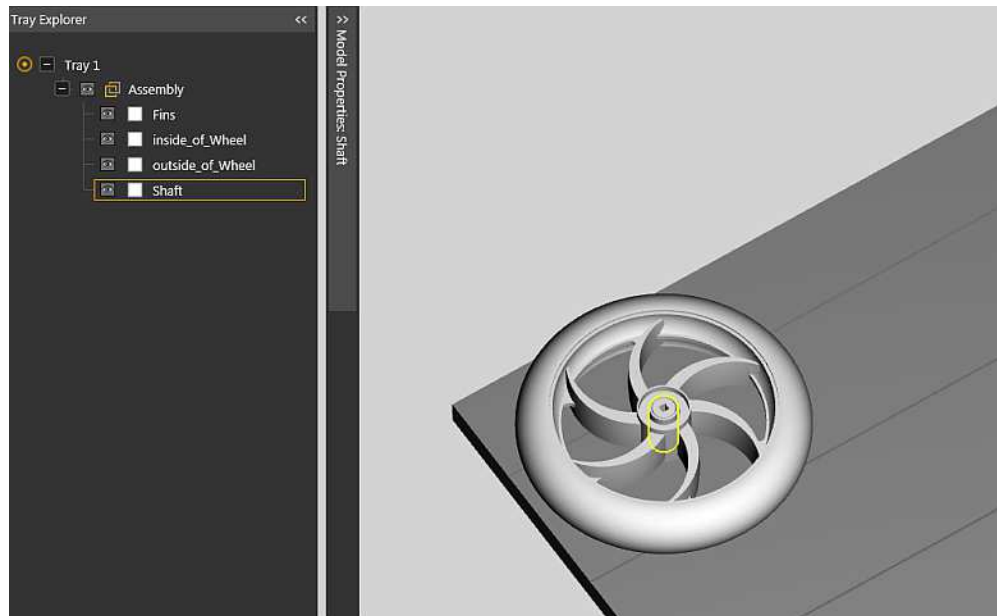 Tray Explorer <<
>>
Model Properties: Shaft
Tray 1
Assembly
Fins
inside_of_Wheel
outside_of_Wheel
Shaft